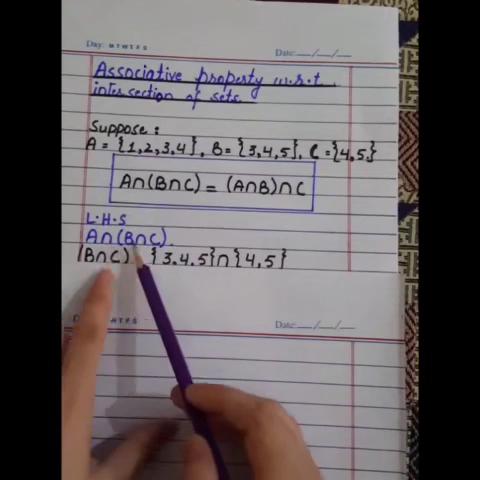 Day: M T W T F S
Date: __/__/__
Associative property w.r.t
intersection of sets
Suppose:
A = {1,2,3,4}, B = {3,4,5}, C = {4,5}
A∩(B∩C) = (A∩B)∩C
L.H.S
A∩(B∩C)
(B∩C) {3,4,5}∩{4,5}
M T W T F S
Date: __/__/__